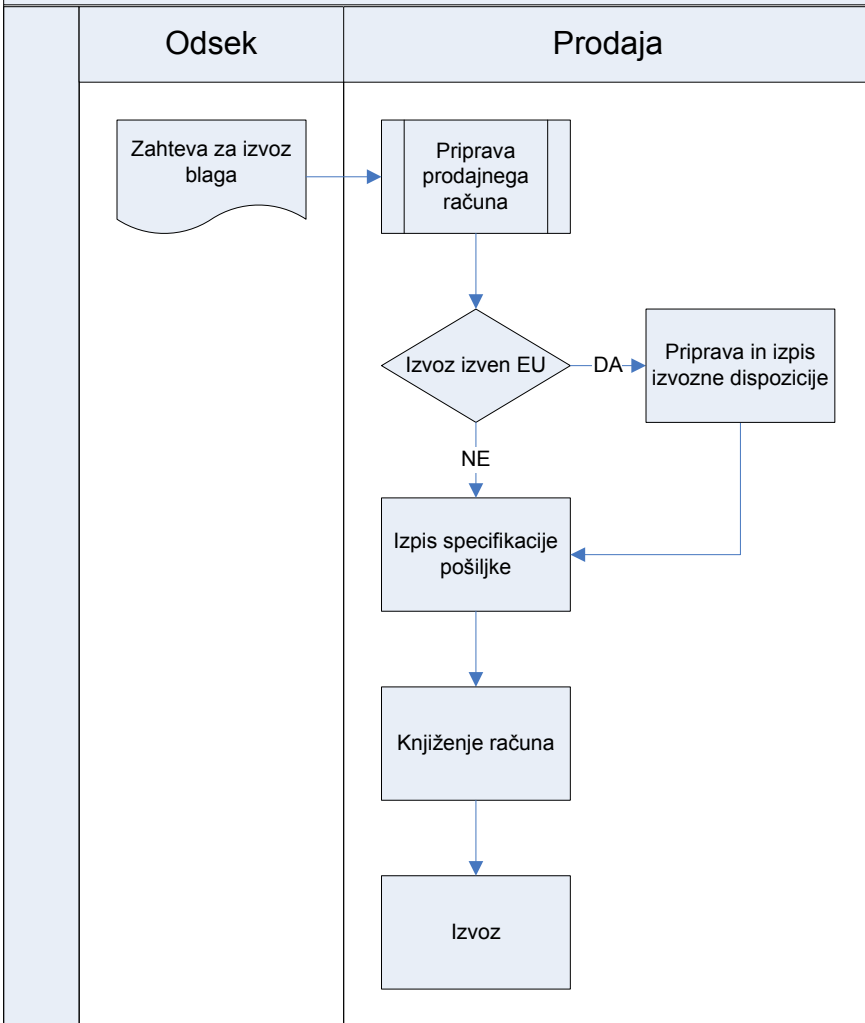 Odsek
Prodaja
Zahteva za izvoz
blaga
Priprava
prodajnega
računa
Izvoz izven EU
DA
Priprava in izpis
izvozne dispozicije
NE
Izpis specifikacije
pošiljke
Knjiženje računa
Izvoz